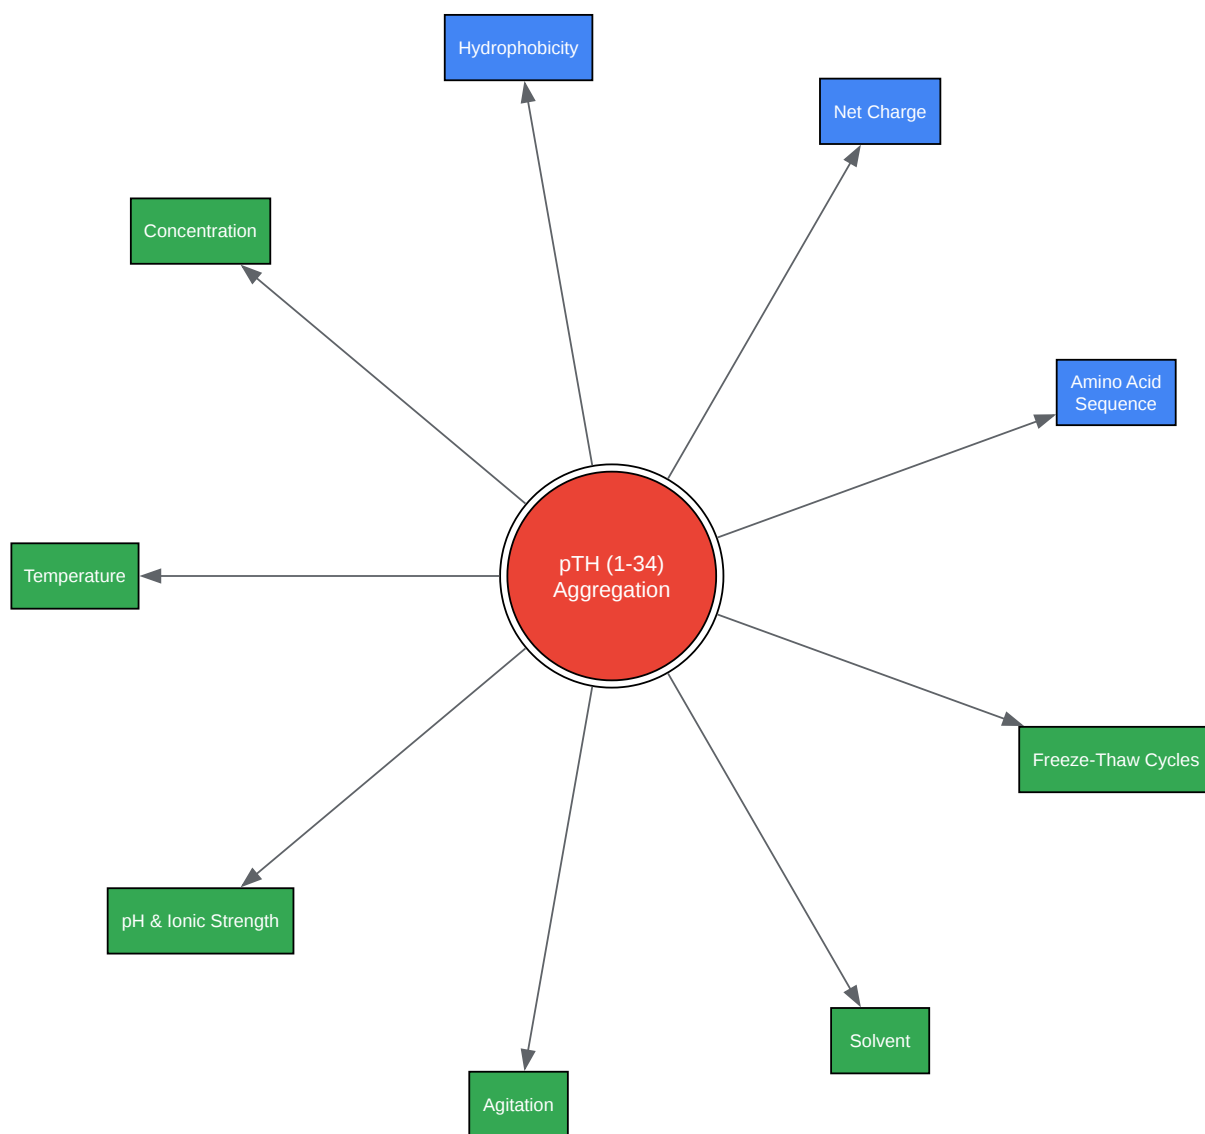 Hydrophobicity
Net Charge
Concentration
Amino Acid
Sequence
pTH (1-34)
Aggregation
Temperature
Freeze-Thaw Cycles
pH & Ionic Strength
Solvent
Agitation